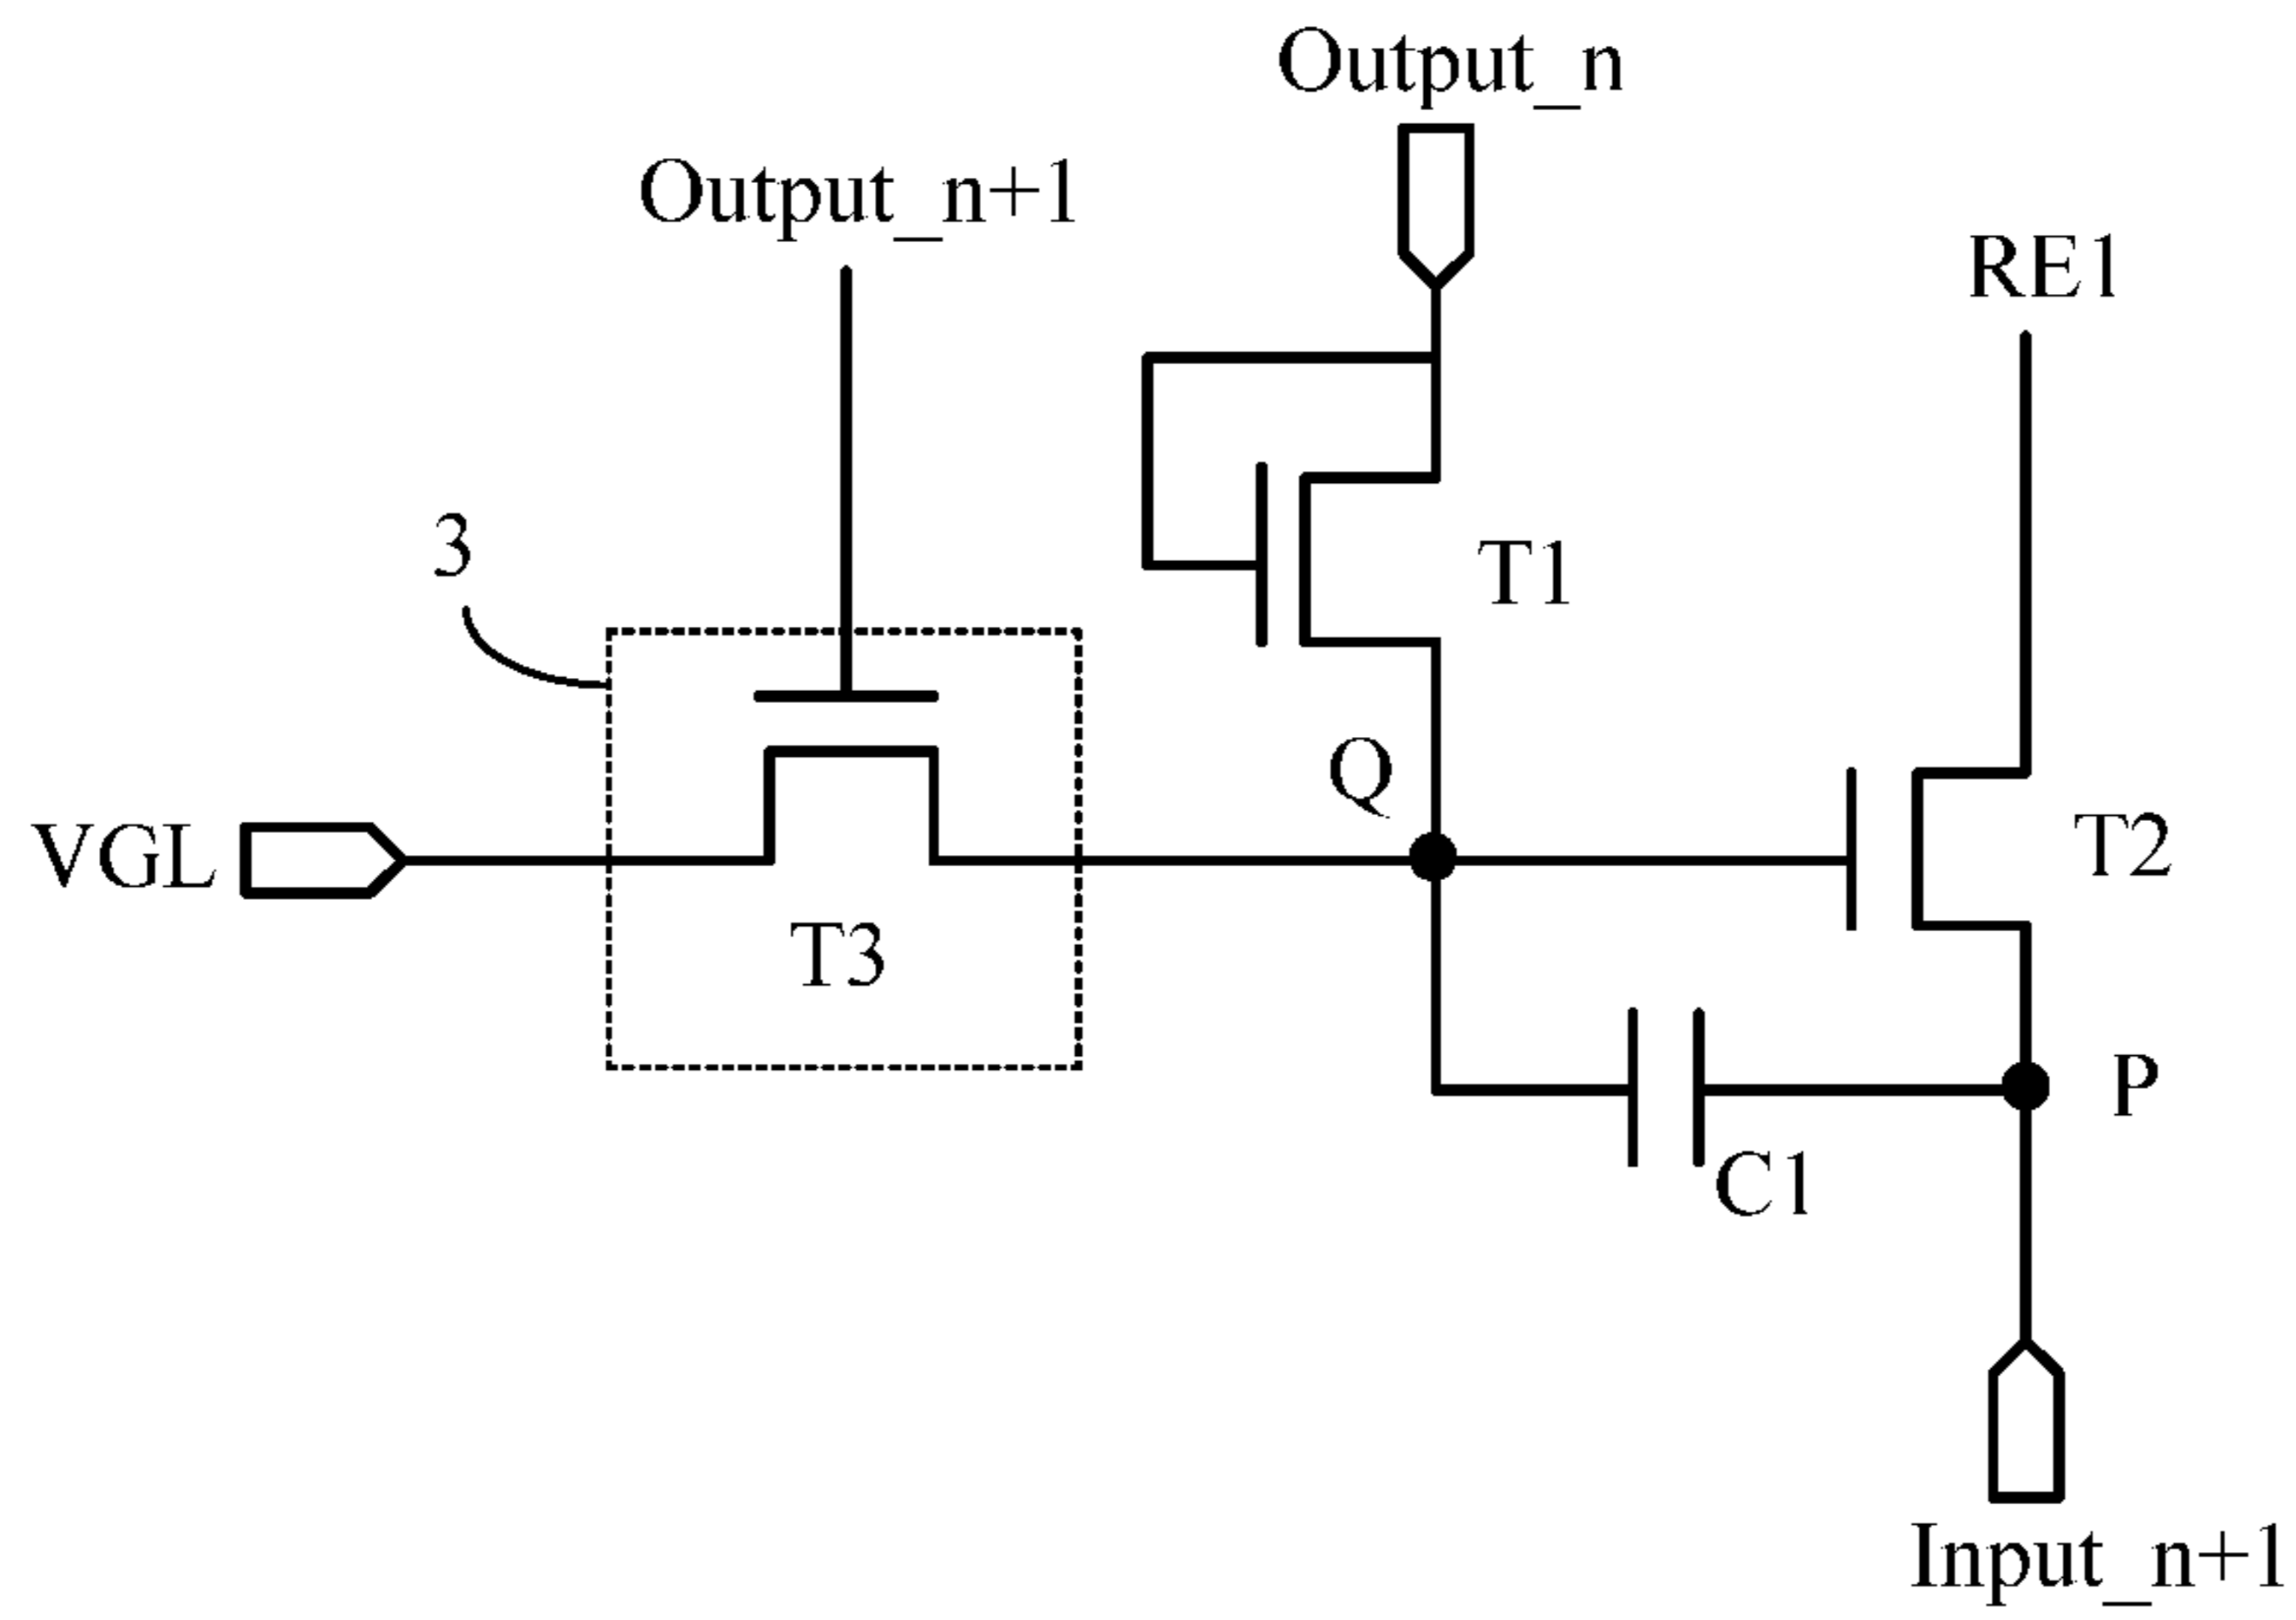 Output_n
Output_n+1
RE1
3
T1
Q
VGL
T2
T3
P
C1
Input_n+1